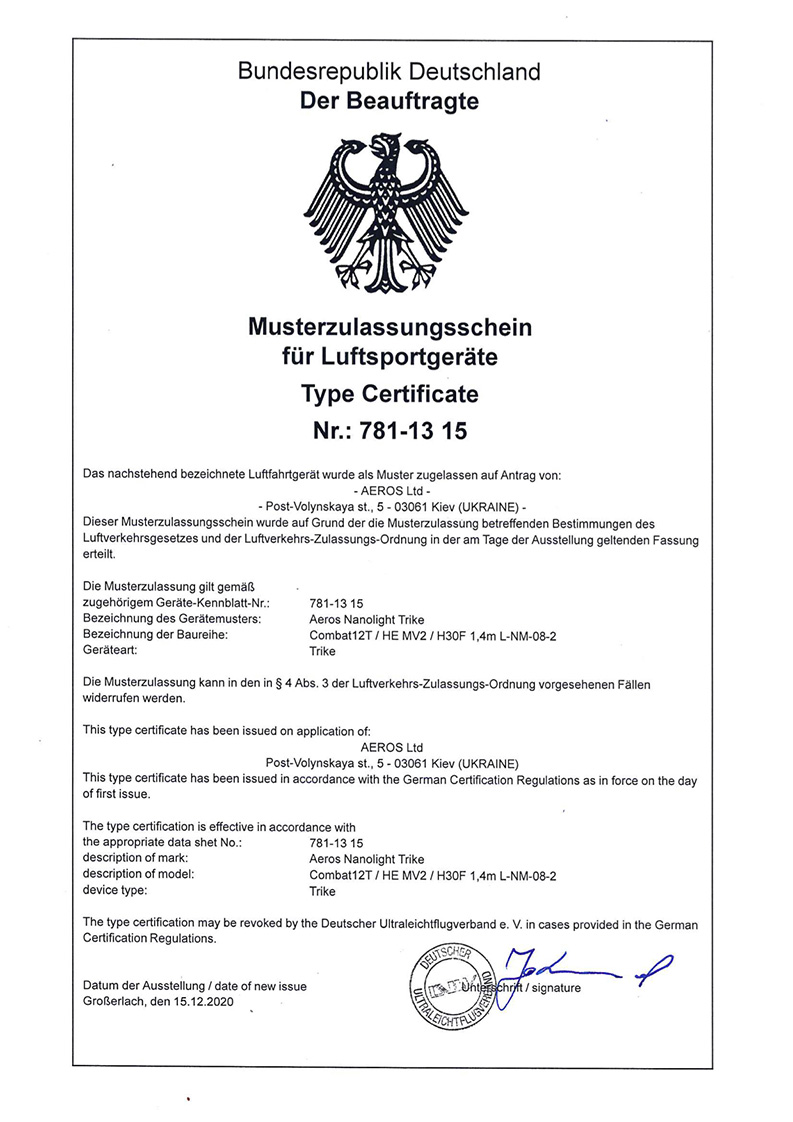 Bundesrepublik Deutschland
Der Beauftragte
Musterzulassungsschein
für Luftsportgeräte
Type Certificate
Nr.: 781-13 15
Das nachstehend bezeichnete Luftfahrtgerät wurde als Muster zugelassen auf Antrag von:
- AEROS Ltd -
- Post-Volynskaya st., 5 - 03061 Kiev (UKRAINE) -
Dieser Musterzulassungsschein wurde auf Grund der die Musterzulassung betreffenden Bestimmungen des
Luftverkehrsgesetzes und der Luftverkehrs-Zulassungs-Ordnung in der am Tage der Ausstellung geltenden Fassung
erteilt.
Die Musterzulassung gilt gemäß
zugehörigem Geräte-Kennblatt-Nr.: 781-13 15
Bezeichnung des Gerätemusters: Aeros Nanolight Trike
Bezeichnung der Baureihe: Combat12T / HE MV2 / H30F 1,4m L-NM-08-2
Geräteart: Trike
Die Musterzulassung kann in den in § 4 Abs. 3 der Luftverkehrs-Zulassungs-Ordnung vorgesehenen Fällen
widerrufen werden.
This type certificate has been issued on application of:
AEROS Ltd
Post-Volynskaya st., 5 - 03061 Kiev (UKRAINE)
This type certificate has been issued in accordance with the German Certification Regulations as in force on the day
of first issue.
The type certification is effective in accordance with
the appropriate data shet No.: 781-13 15
description of mark: Aeros Nanolight Trike
description of model: Combat12T / HE MV2 / H30F 1,4m L-NM-08-2
device type: Trike
The type certification may be revoked by the Deutscher Ultraleichtflugverband e. V. in cases provided in the German
Certification Regulations.
DEUTSCHER
ULTRALEICHTFLUGVERBAND
Datum der Ausstellung / date of new issue Unterschrift / signature
Großerlach, den 15.12.2020